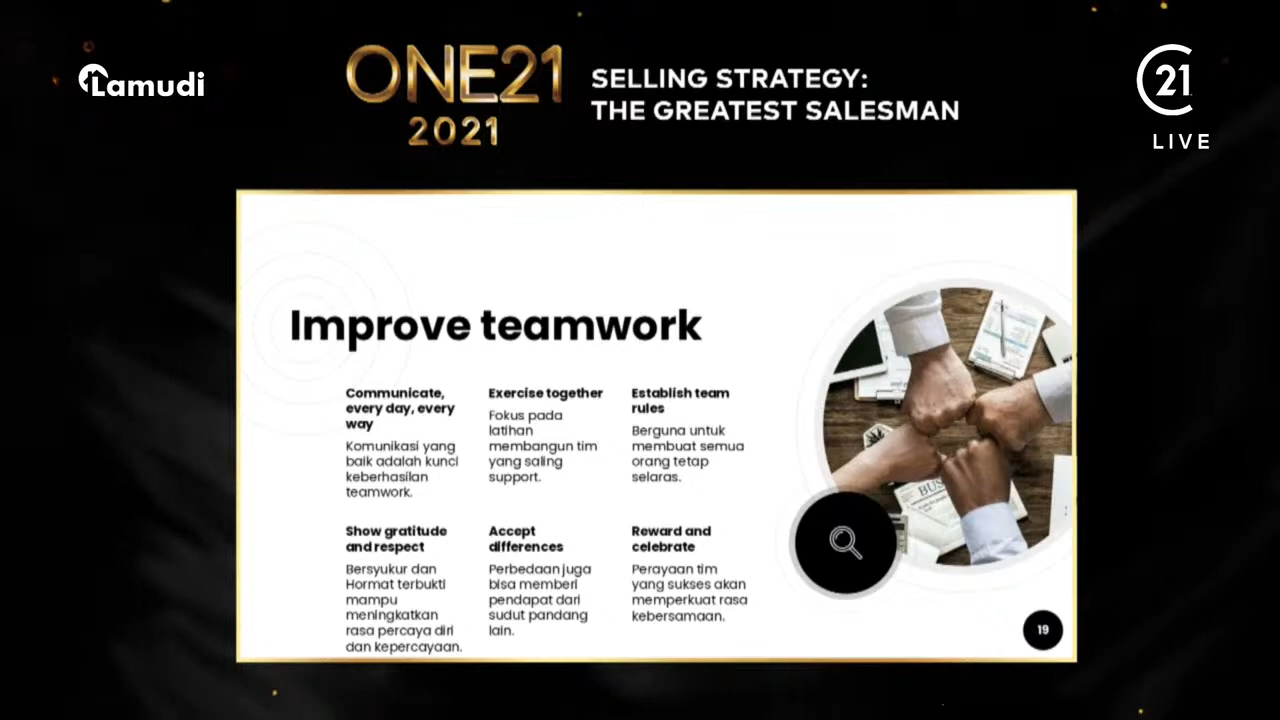 Lamudi
ONE21
2021
SELLING STRATEGY:
THE GREATEST SALESMAN
C21
LIVE
Improve teamwork
Communicate,
every day, every
way
Komunikasi yang
baik adalah kunci
keberhasilan
teamwork.
Exercise together
Fokus pada
latihan
membangun tim
yang saling
support.
Establish team
rules
Berguna untuk
membuat semua
orang tetap
selaras.
Show gratitude
and respect
Bersyukur dan
Hormat terbukti
mampu
meningkatkan
rasa percaya diri
dan kepercayaan.
Accept
differences
Perbedaan juga
bisa memberi
pendapat dari
sudut pandang
lain.
Reward and
celebrate
Perayaan tim
yang sukses akan
memperkuat rasa
kebersamaan.
BUS
19